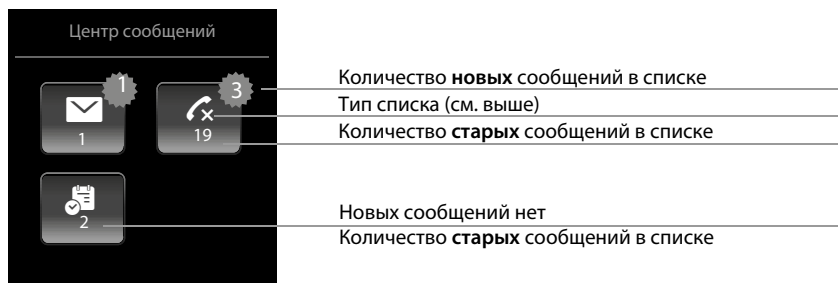 Центр сообщений
1
3
1
19
2
Количество новых сообщений в списке
Тип списка (см. выше)
Количество старых сообщений в списке
Новых сообщений нет
Количество старых сообщений в списке